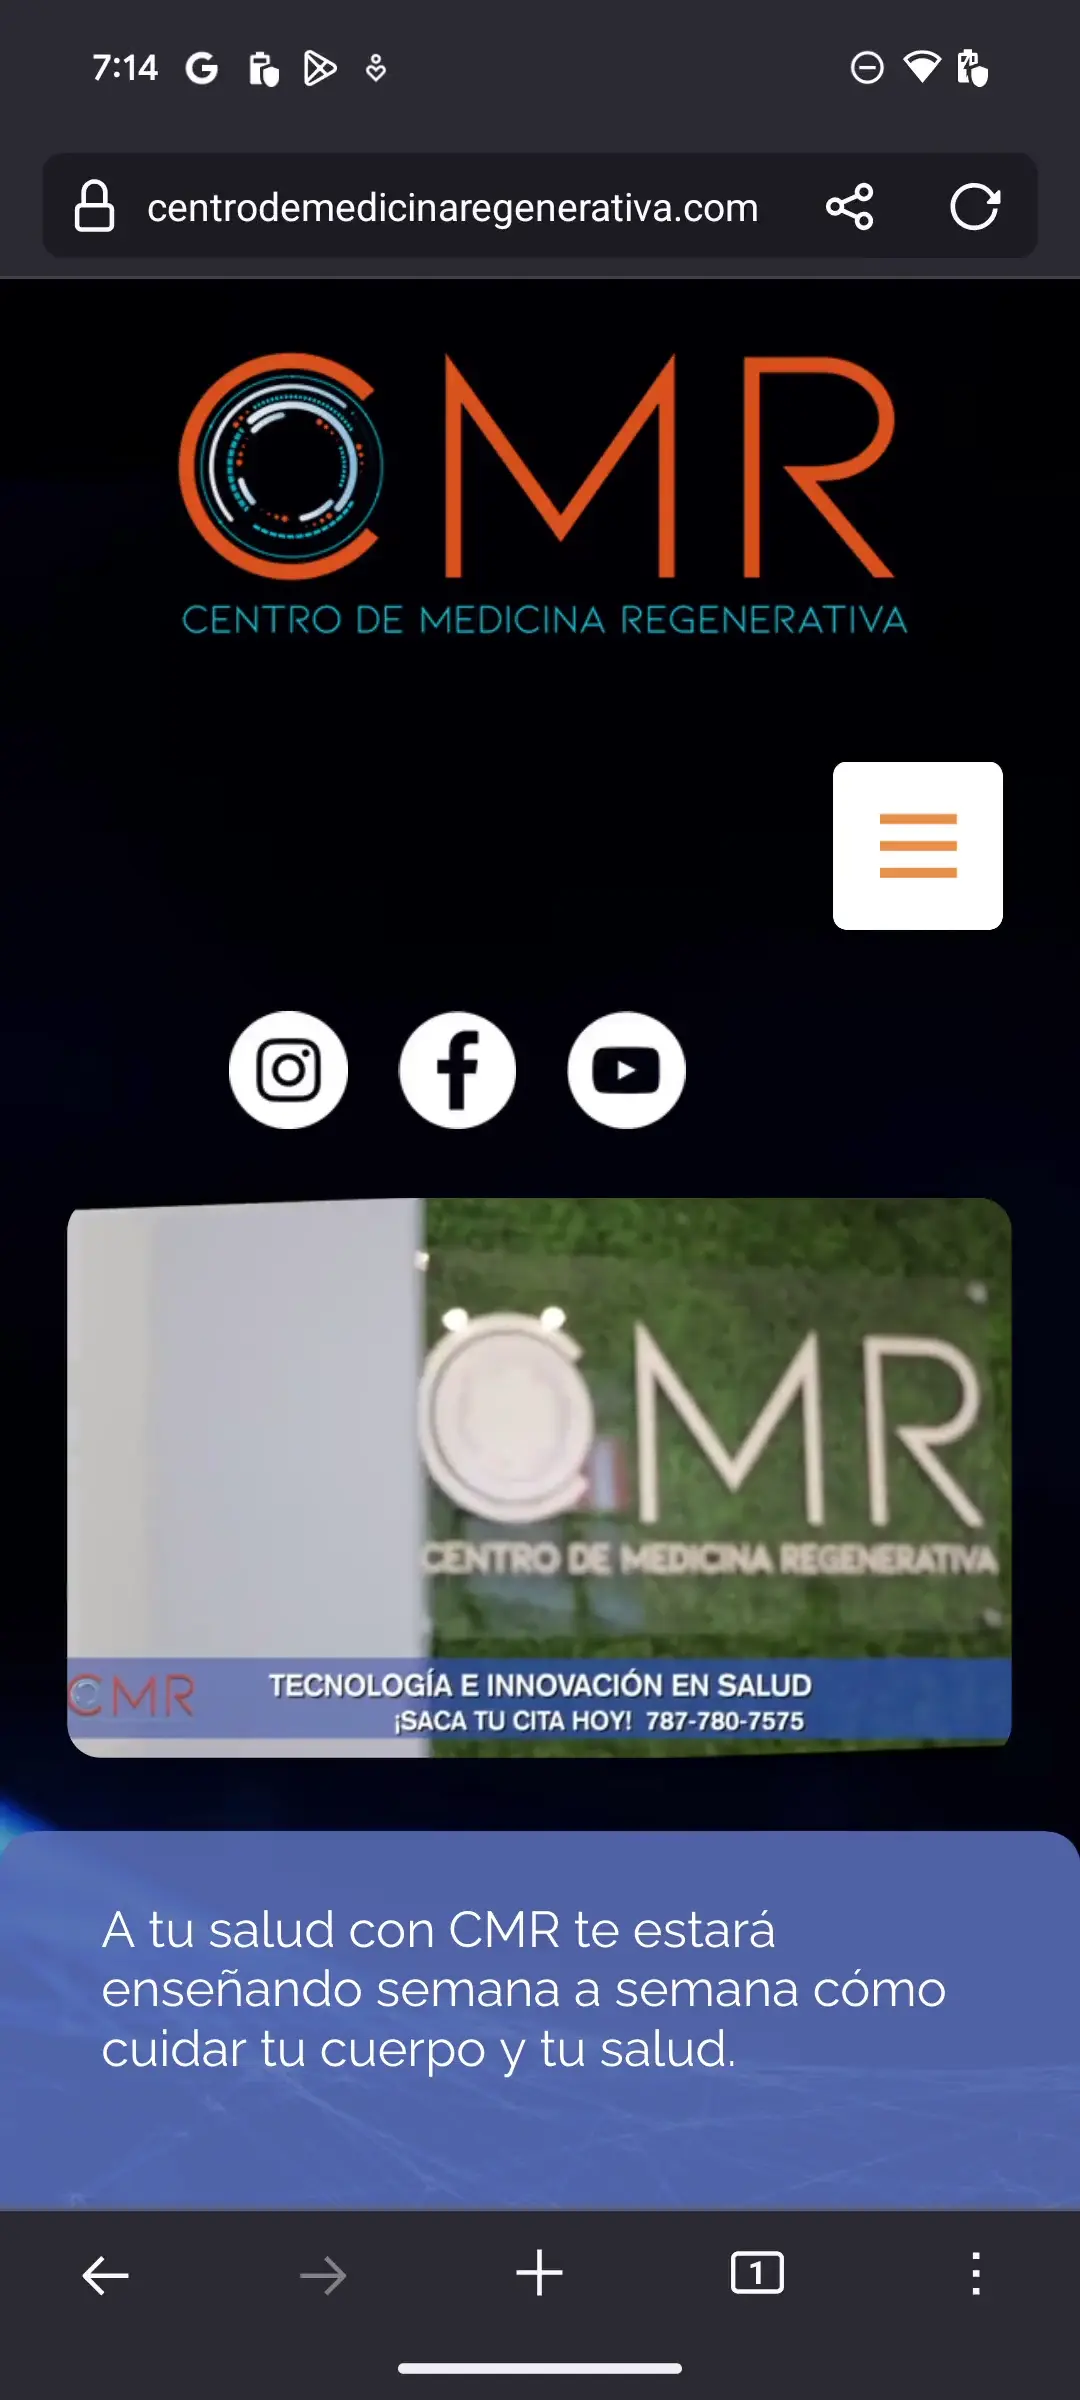 7:14
centrodemedicinaregenerativa.com
CMR
CENTRO DE MEDICINA REGENERATIVA
CMR
CENTRO DE MEDICINA REGENERATIVA
CMR
TECNOLOGÍA E INNOVACIÓN EN SALUD
¡SACA TU CITA HOY! 787-780-7575
A tu salud con CMR te estará
enseñando semana a semana cómo
cuidar tu cuerpo y tu salud.
1